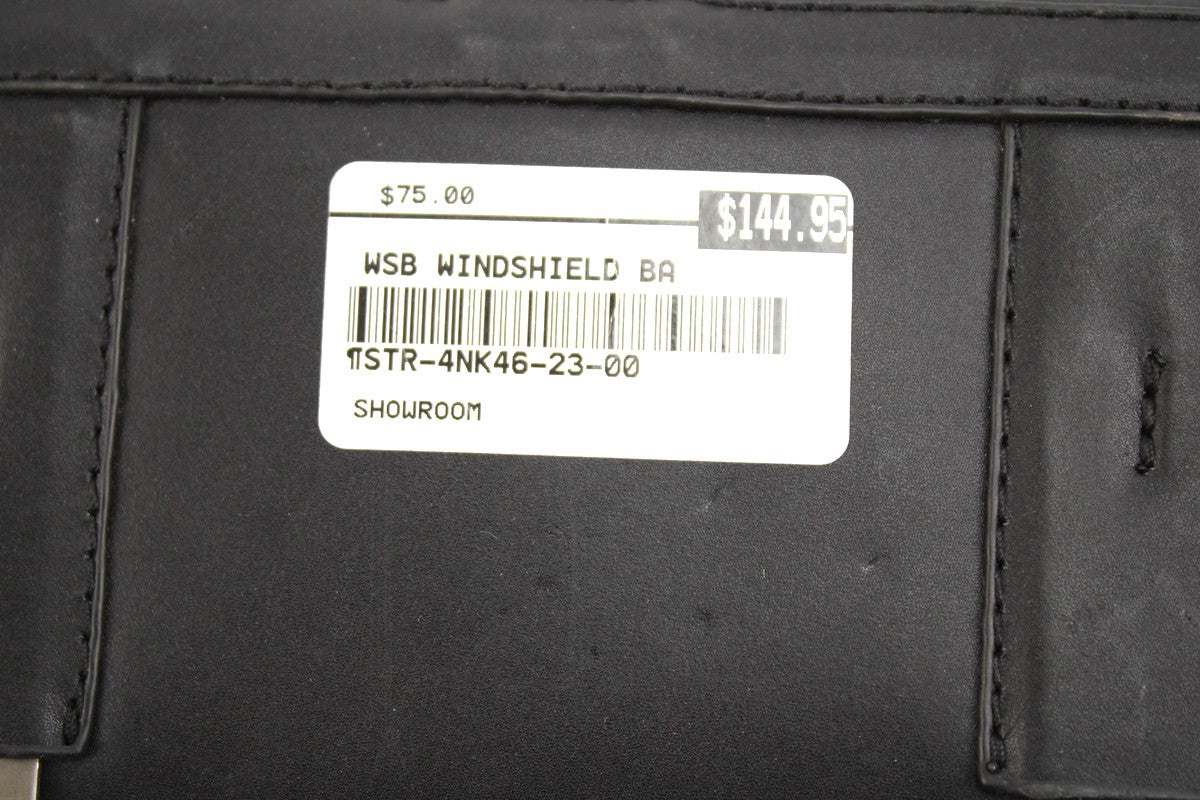 $75.00
$144.95
WSB WINDSHIELD BA
¶STR-4NK46-23-00
SHOWROOM